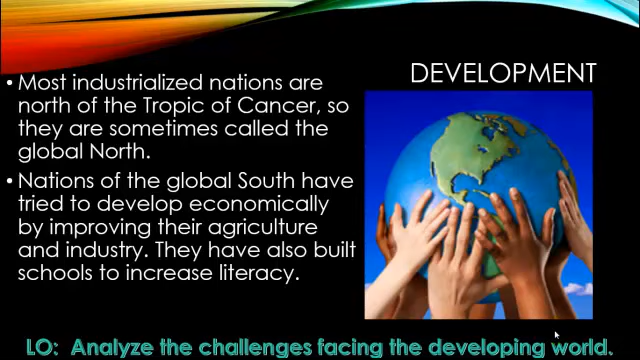 DEVELOPMENT
• Most industrialized nations are
north of the Tropic of Cancer, so
they are sometimes called the
global North.
• Nations of the global South have
tried to develop economically
by improving their agriculture
and industry. They have also built
schools to increase literacy.
LO: Analyze the challenges facing the developing world.